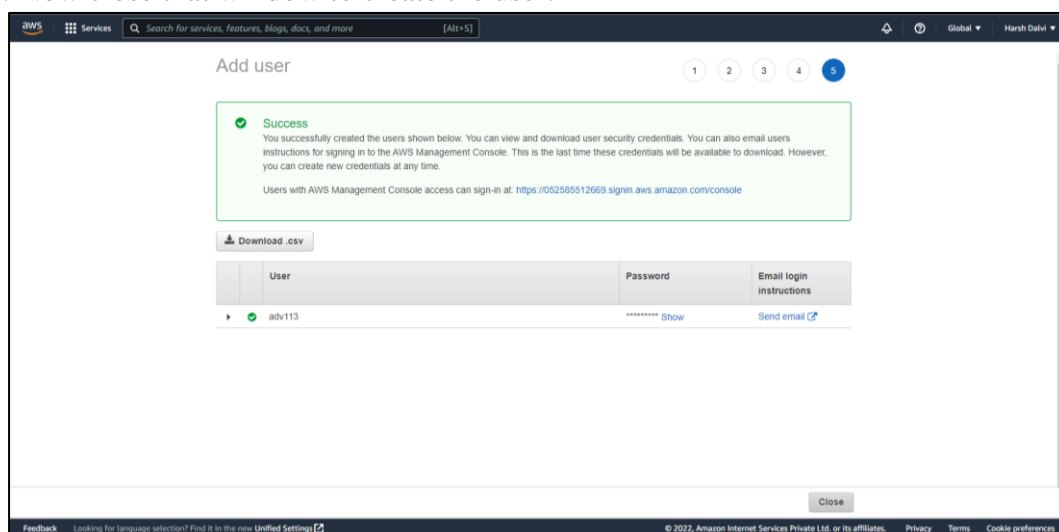 aws Services Search for services, features, blogs, docs, and more [Alt+5] Global Harsh Dalvi
Add user 1 2 3 4 5
Success
You successfully created the users shown below. You can view and download user security credentials. You can also email users
instructions for signing in to the AWS Management Console. This is the last time these credentials will be available to download. However,
you can create new credentials at any time.
Users with AWS Management Console access can sign-in at: https://052585512669.signin.aws.amazon.com/console
Download .csv
User Password Email login
instructions
adv113 ********* Show Send email
Close
Feedback Looking for language selection? Find it in the new Unified Settings © 2022, Amazon Internet Services Private Ltd. or its affiliates. Privacy Terms Cookie preferences